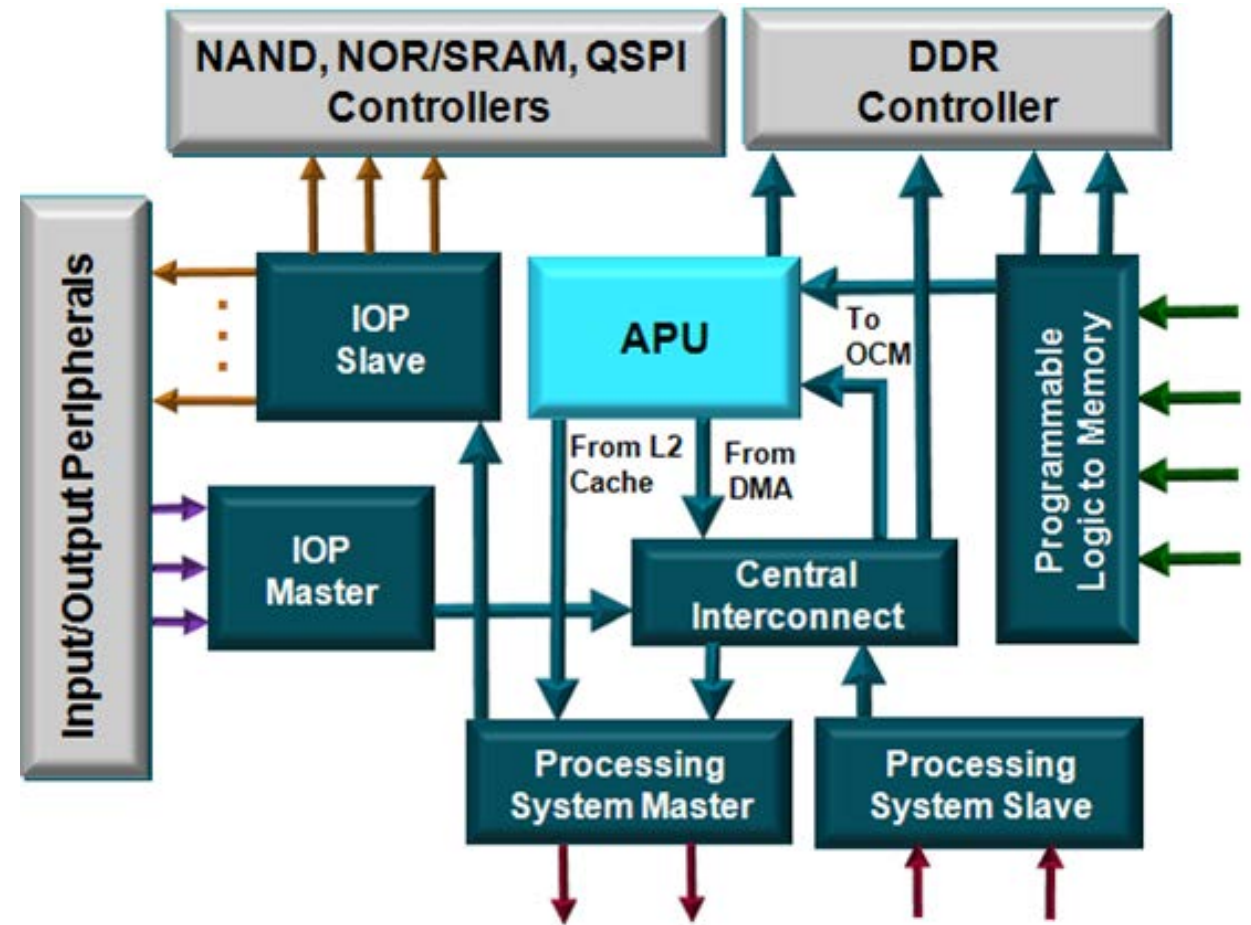 NAND, NOR/SRAM, QSPI
Controllers
DDR
Controller
Input/Output Peripherals
IOP
Slave
APU
To
OCM
Programmable
Logic to Memory
From L2
Cache
From
DMA
IOP
Master
Central
Interconnect
Processing
System Master
Processing
System Slave